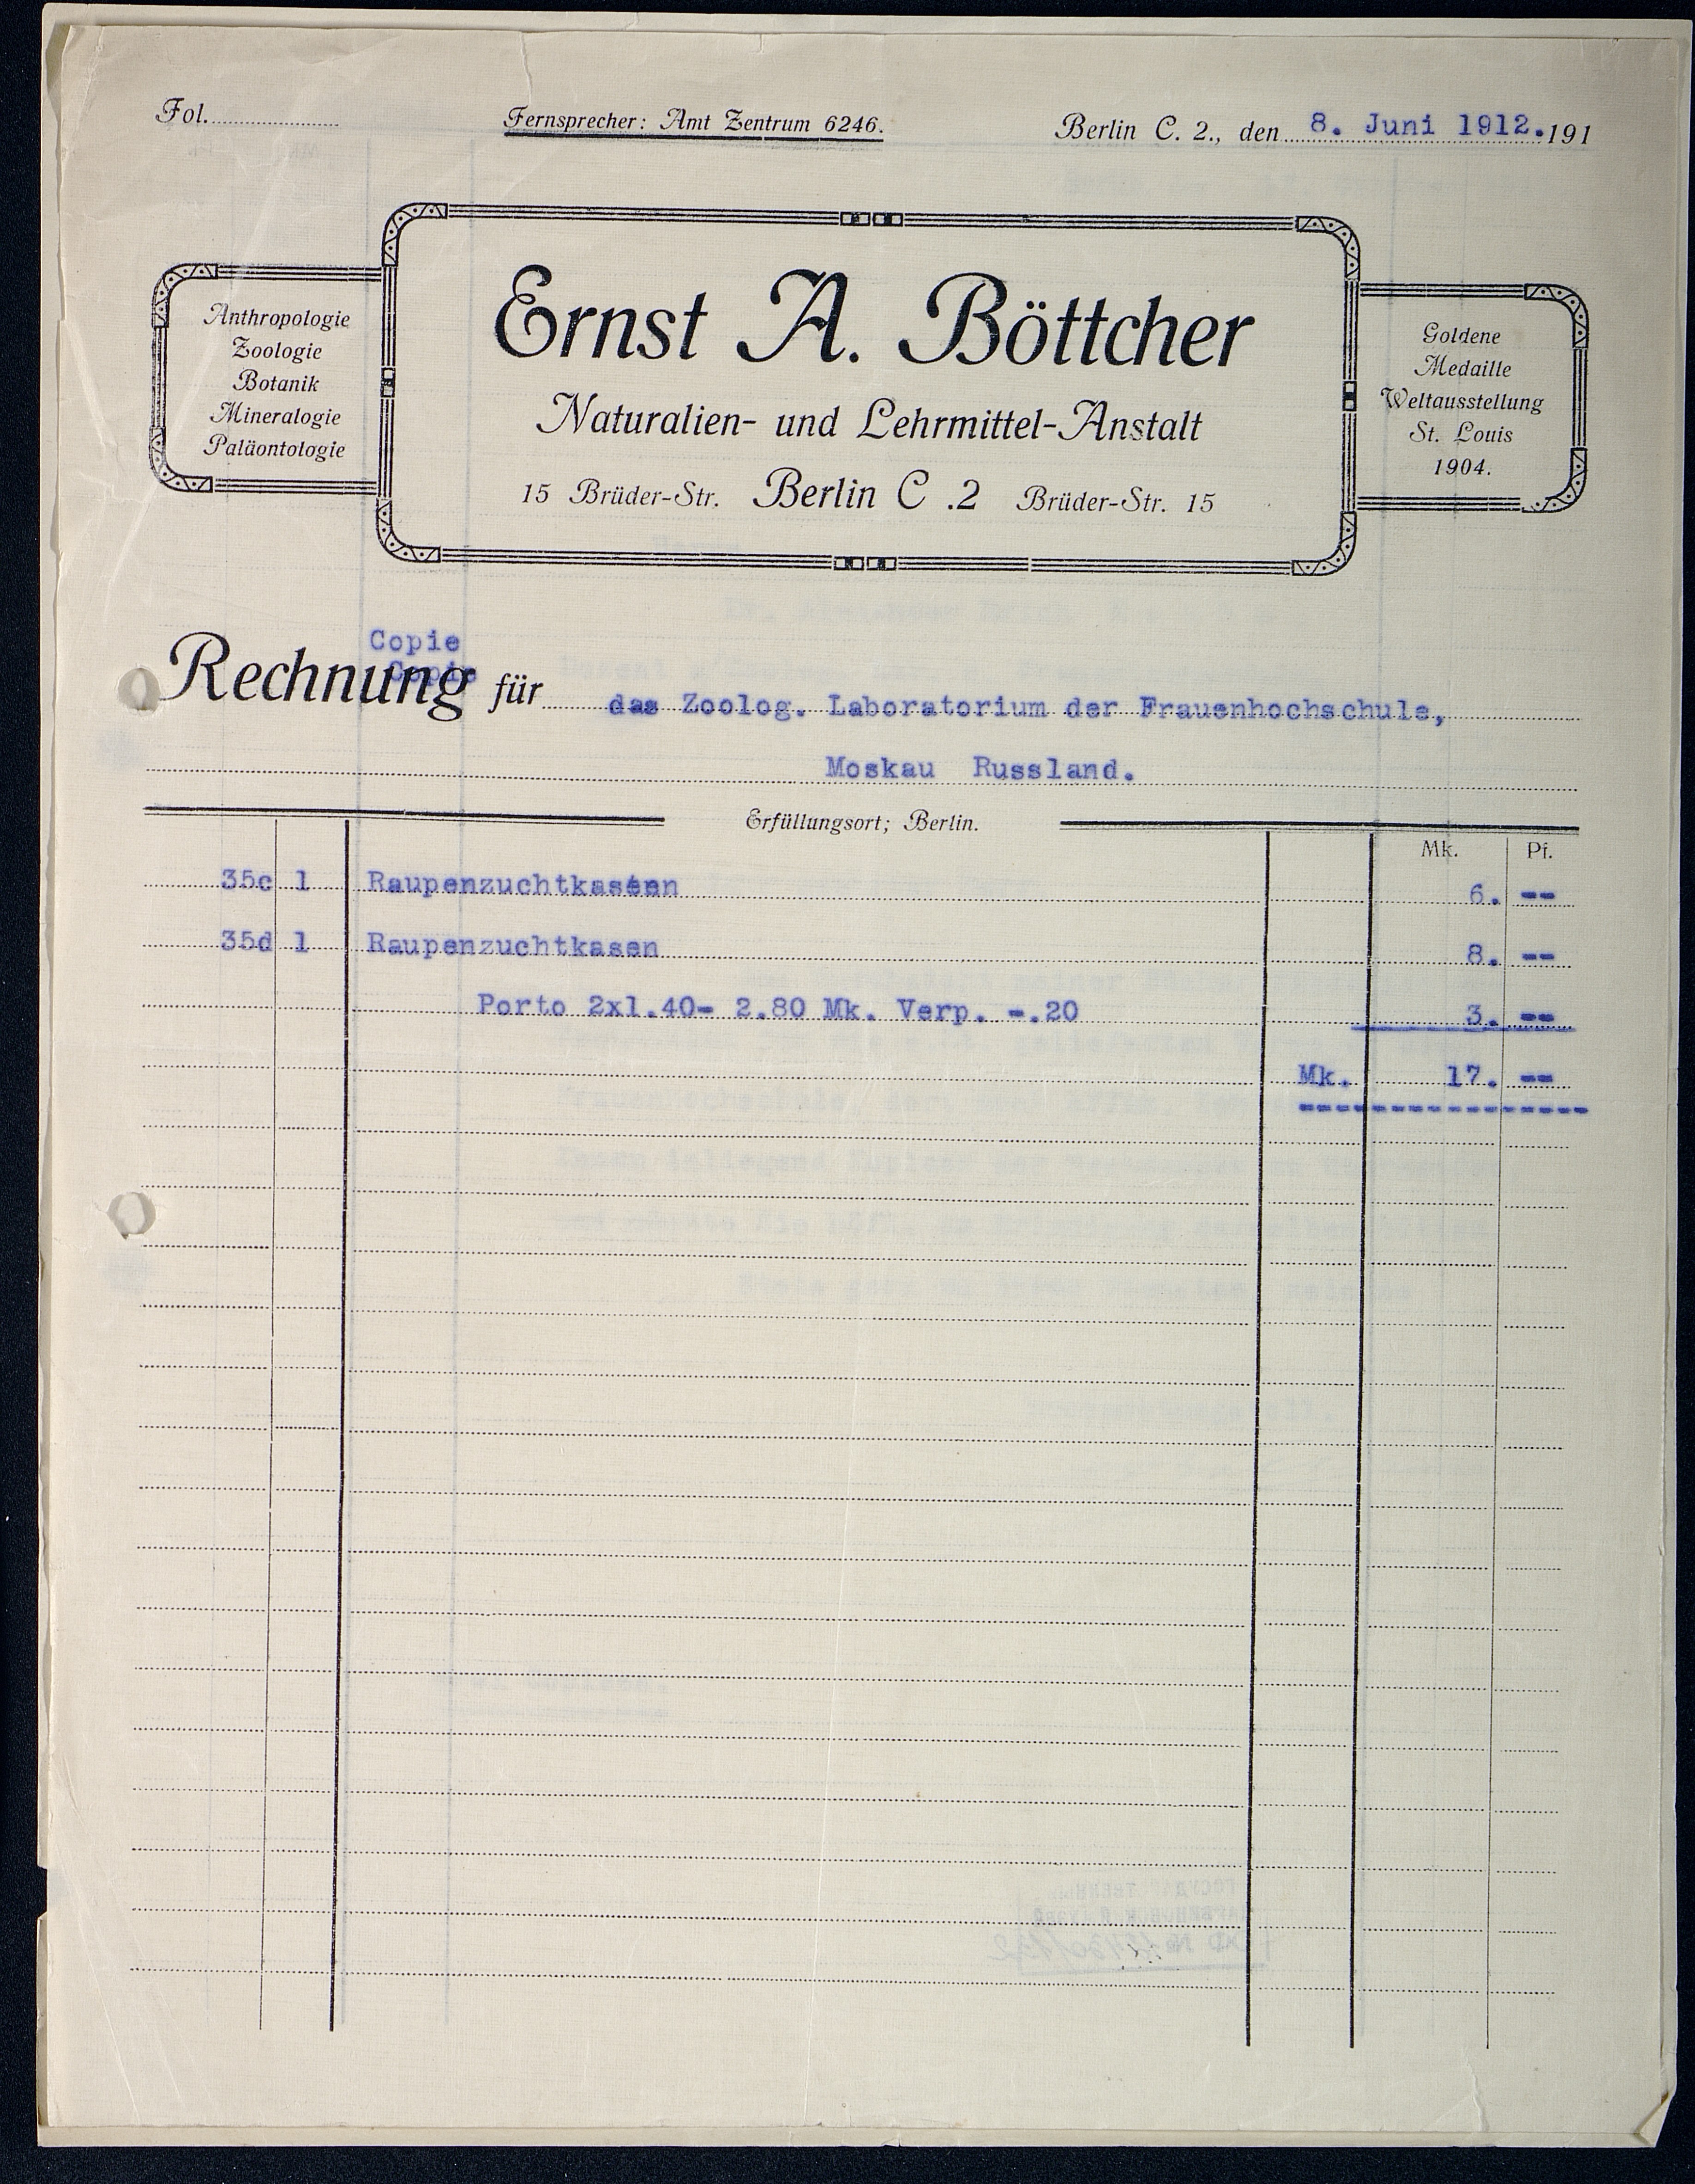 Fol.
Fernsprecher: Amt Zentrum 6246.
Berlin C. 2., den 8. Juni 1912. 191
Anthropologie
Zoologie
Botanik
Mineralogie
Paläontologie
Ernst A. Böttcher
Naturalien- und Lehrmittel-Anstalt
15 Brüder-Str. Berlin C .2 Brüder-Str. 15
Goldene
Medaille
Weltausstellung
St. Louis
1904.
Copie
Copie
Rechnung für das Zoolog. Laboratorium der Frauenhochschule,
Moskau Russland.
Erfüllungsort; Berlin.
Mk. Pf.
35c 1 Raupenzuchtkasten 6. --
35d 1 Raupenzuchtkasen 8. --
Porto 2x1.40- 2.80 Mk. Verp. -.20 3. --
Mk. 17. --